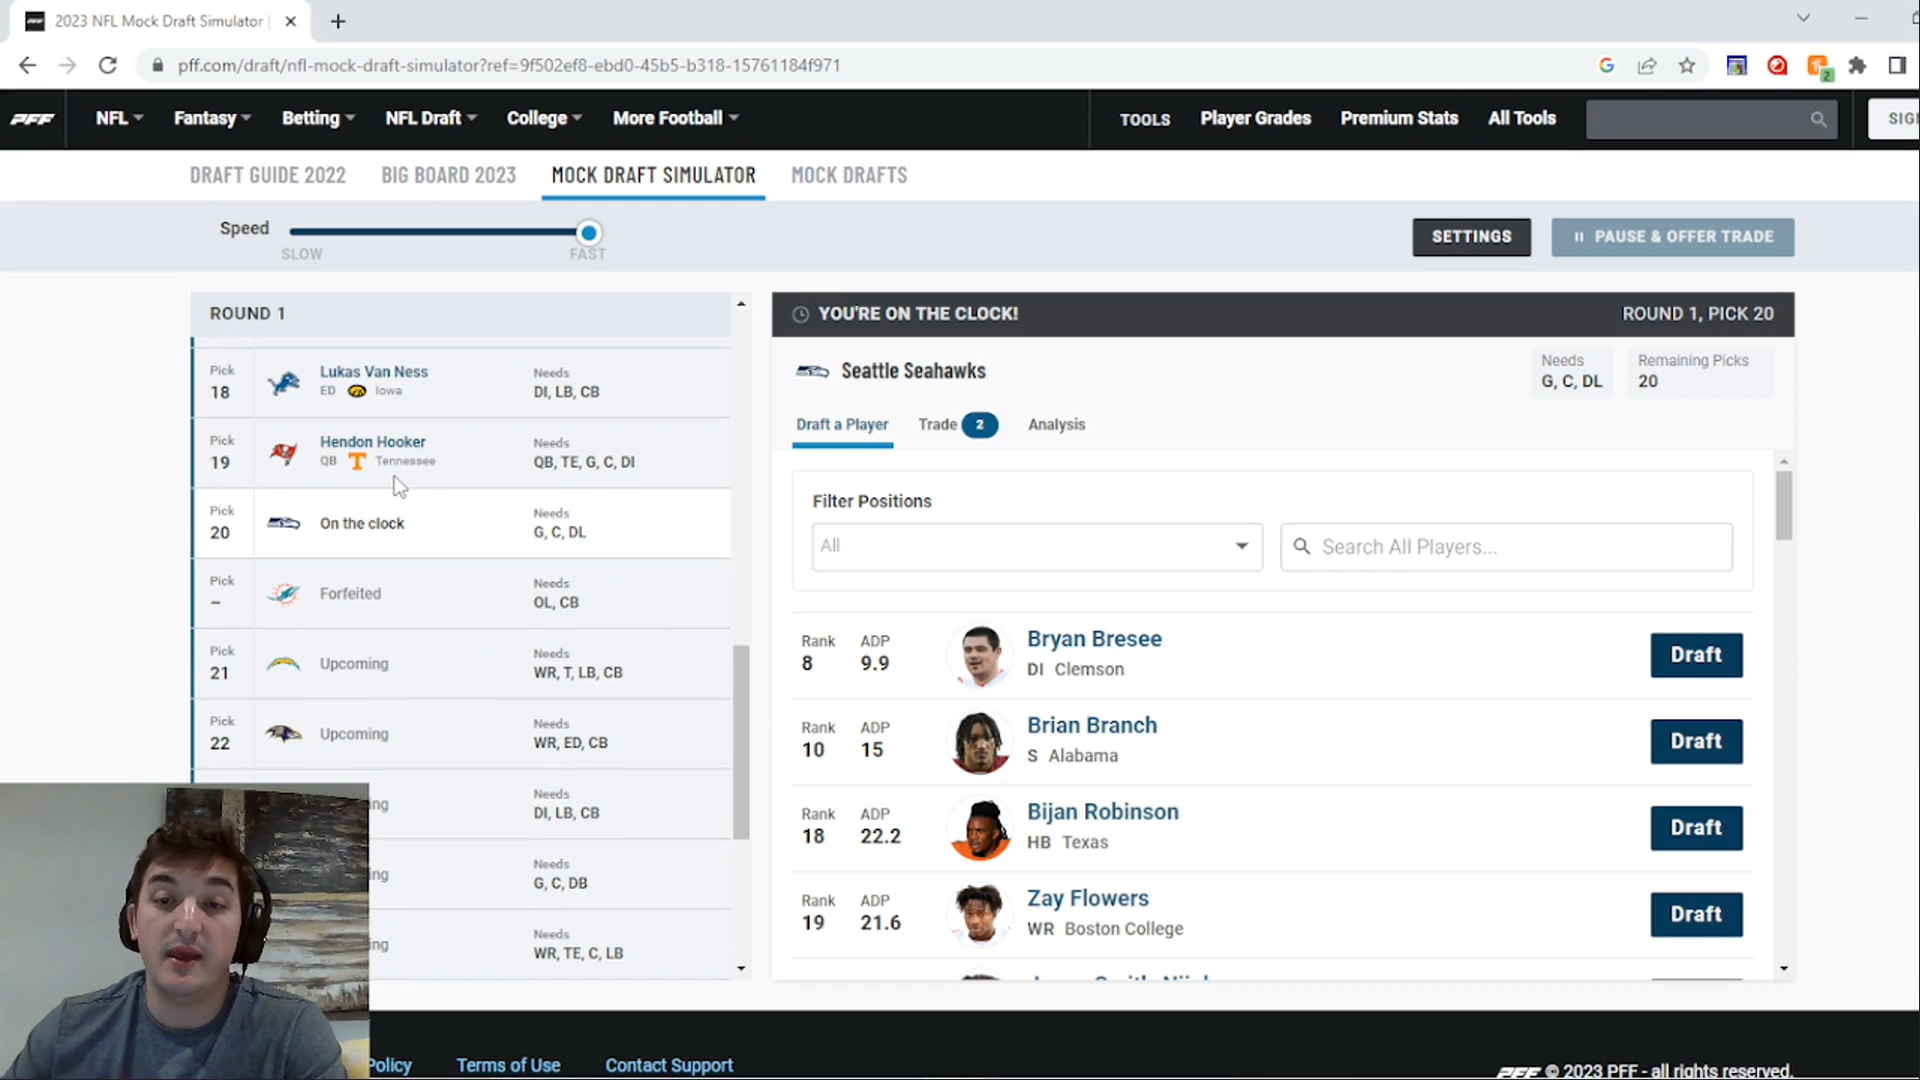 2023 NFL Mock Draft Simulator |
pff.com/draft/nfl-mock-draft-simulator?ref=9f502ef8-ebd0-45b5-b318-15761184f971
2
PFF
NFL
Fantasy
Betting
NFL Draft
College
More Football
TOOLS
Player Grades
Premium Stats
All Tools
SIG
DRAFT GUIDE 2022
BIG BOARD 2023
MOCK DRAFT SIMULATOR
MOCK DRAFTS
Speed
SLOW
FAST
SETTINGS
PAUSE & OFFER TRADE
ROUND 1
Pick 18
Lukas Van Ness
ED Iowa
Needs
DI, LB, CB
Pick 19
Hendon Hooker
QB Tennessee
Needs
QB, TE, G, C, DI
Pick 20
On the clock
Needs
G, C, DL
Pick –
Forfeited
Needs
OL, CB
Pick 21
Upcoming
Needs
WR, T, LB, CB
Pick 22
Upcoming
Needs
WR, ED, CB
ng
Needs
DI, LB, CB
ng
Needs
G, C, DB
ng
Needs
WR, TE, C, LB
YOU'RE ON THE CLOCK!
ROUND 1, PICK 20
Seattle Seahawks
Needs
G, C, DL
Remaining Picks
20
Draft a Player
Trade 2
Analysis
Filter Positions
All
Search All Players...
Rank 8
ADP 9.9
Bryan Bresee
DI Clemson
Draft
Rank 10
ADP 15
Brian Branch
S Alabama
Draft
Rank 18
ADP 22.2
Bijan Robinson
HB Texas
Draft
Rank 19
ADP 21.6
Zay Flowers
WR Boston College
Draft
Policy
Terms of Use
Contact Support
PFF © 2023 PFF - all rights reserved.